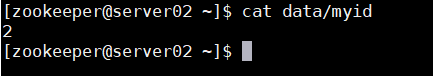 [zookeeper@server02 ~]$ cat data/myid
2
[zookeeper@server02 ~]$